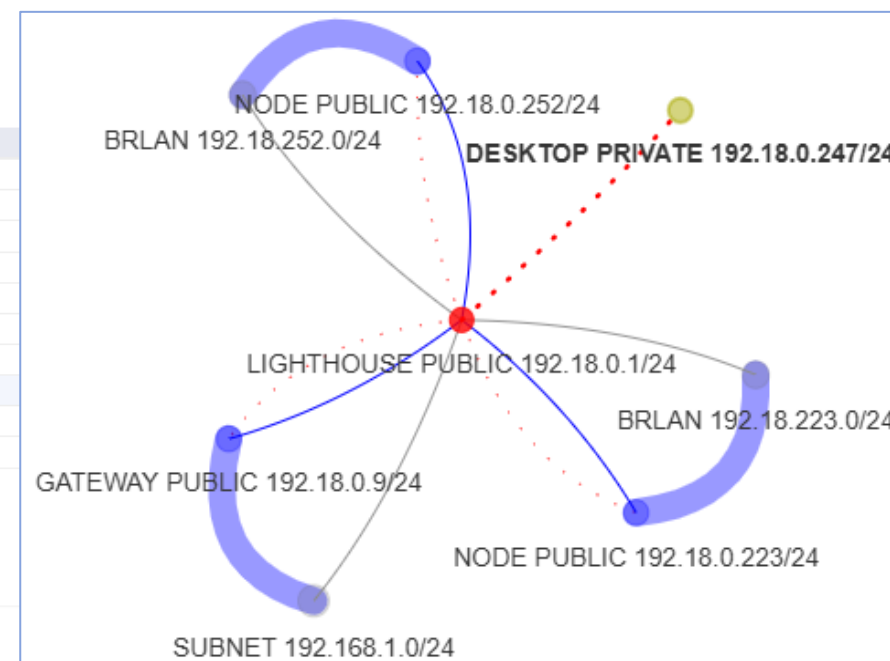 NODE PUBLIC 192.18.0.252/24
BRLAN 192.18.252.0/24
DESKTOP PRIVATE 192.18.0.247/24
LIGHTHOUSE PUBLIC 192.18.0.1/24
BRLAN 192.18.223.0/24
GATEWAY PUBLIC 192.18.0.9/24
NODE PUBLIC 192.18.0.223/24
SUBNET 192.168.1.0/24